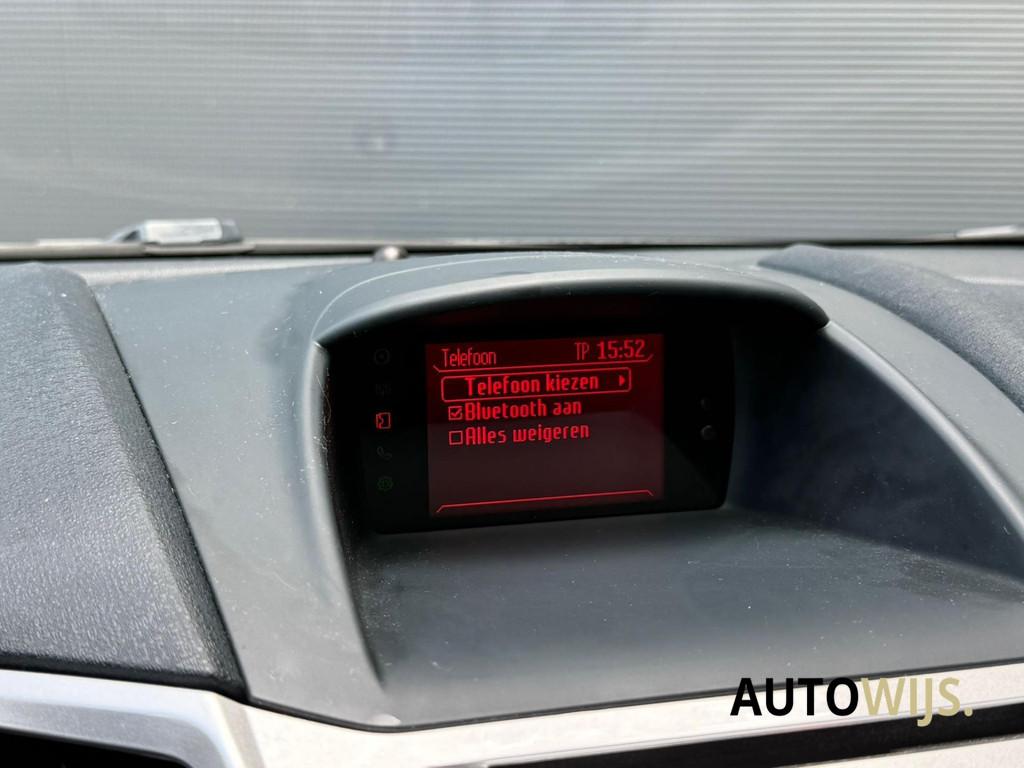 Telefoon TP 15:52
Telefoon kiezen
Bluetooth aan
Alles weigeren
AUTOWIJS.